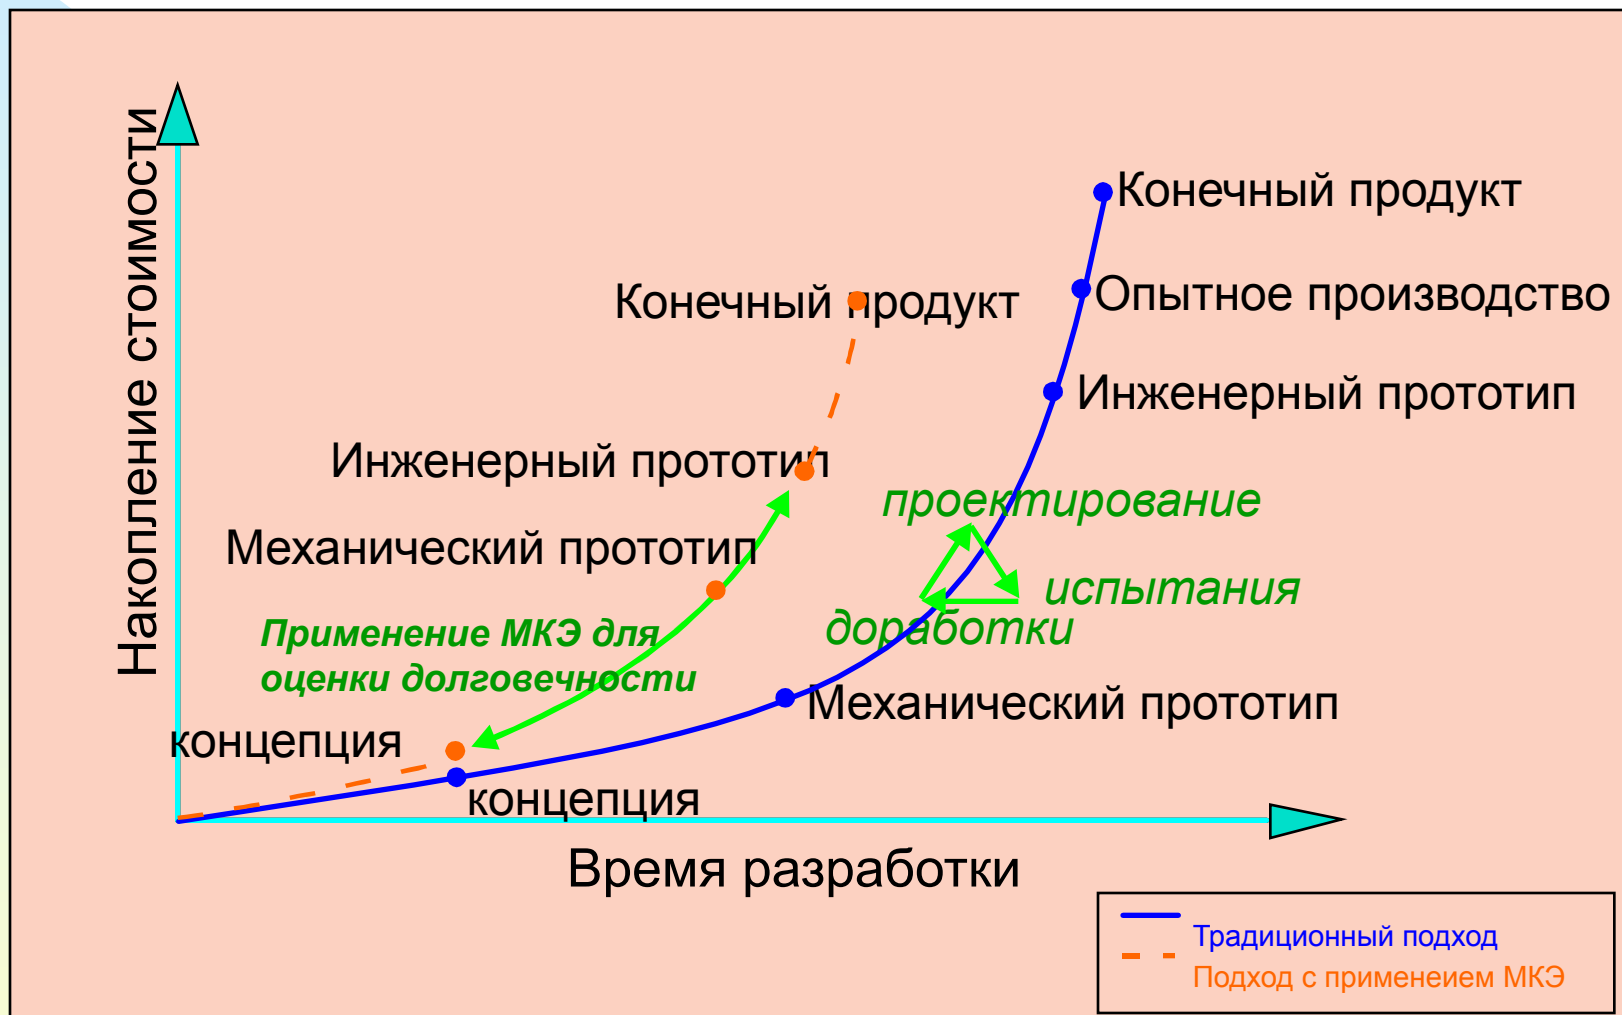 Накопление стоимости
Конечный продукт
Опытное производство
Конечный продукт
Инженерный прототип
Инженерный прототип
проектирование
Механический прототип
испытания
доработки
Применение МКЭ для
оценки долговечности
Механический прототип
концепция
концепция
Время разработки
Традиционный подход
Подход с применеием МКЭ